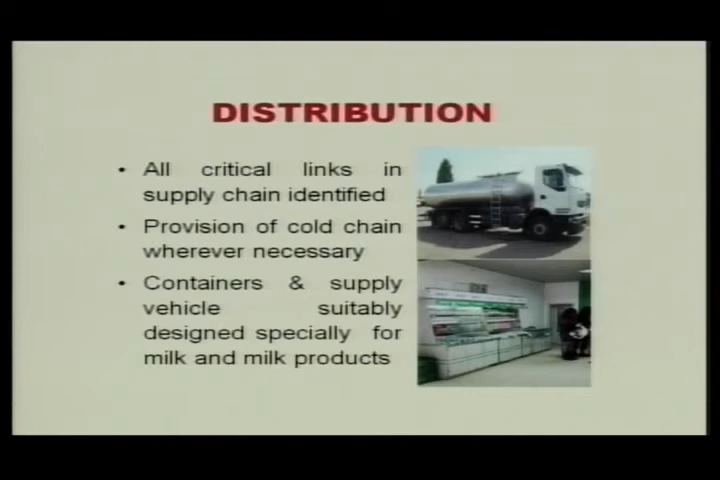 DISTRIBUTION
• All critical links in
supply chain identified
• Provision of cold chain
wherever necessary
• Containers & supply
vehicle suitably
designed specially for
milk and milk products